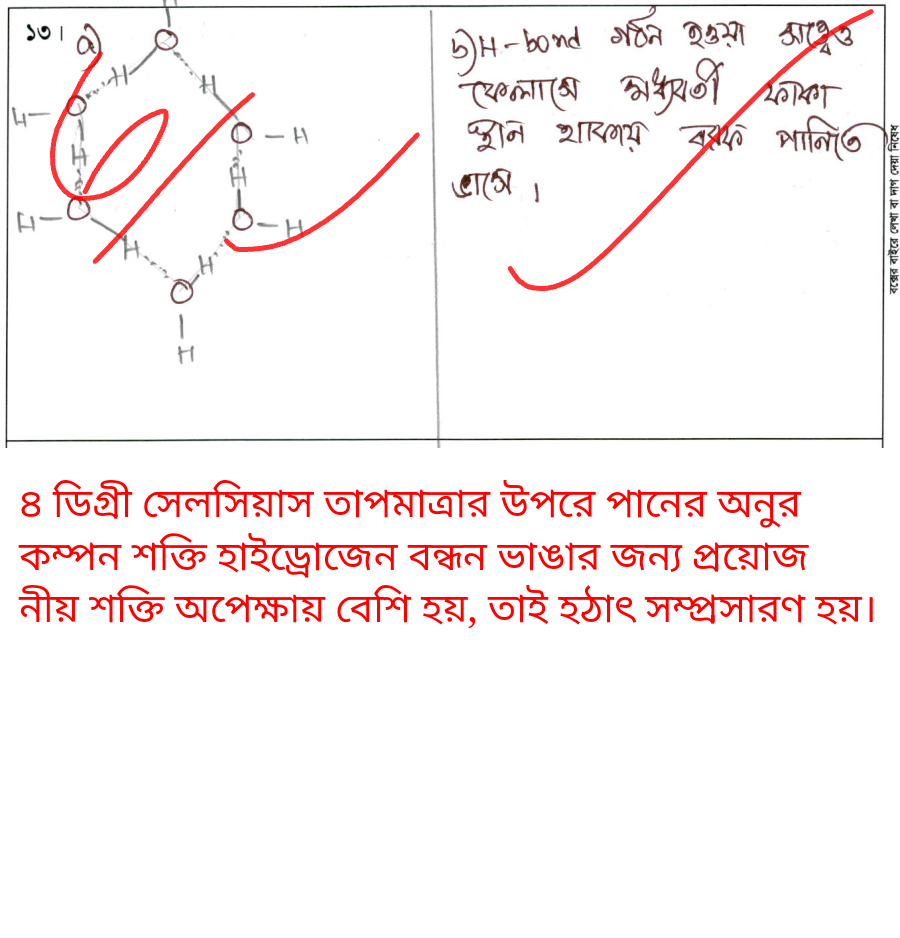 ১৩। a)
H
O
H H
H- O
O - H
H
H
H- O
O - H
H
H
O
H
b) H-bond গঠন হওয়া সত্ত্বেও
কেলাসে মধ্যবর্তী ফাকা
স্থান থাকায় বরফ পানিতে
ভাসে।
বক্সের বাইরে লেখা বা দাগ দেয়া নিষেধ
৪ ডিগ্রী সেলসিয়াস তাপমাত্রার উপরে পানের অনুর
কম্পন শক্তি হাইড্রোজেন বন্ধন ভাঙার জন্য প্রয়োজ
নীয় শক্তি অপেক্ষায় বেশি হয়, তাই হঠাৎ সম্প্রসারণ হয়।